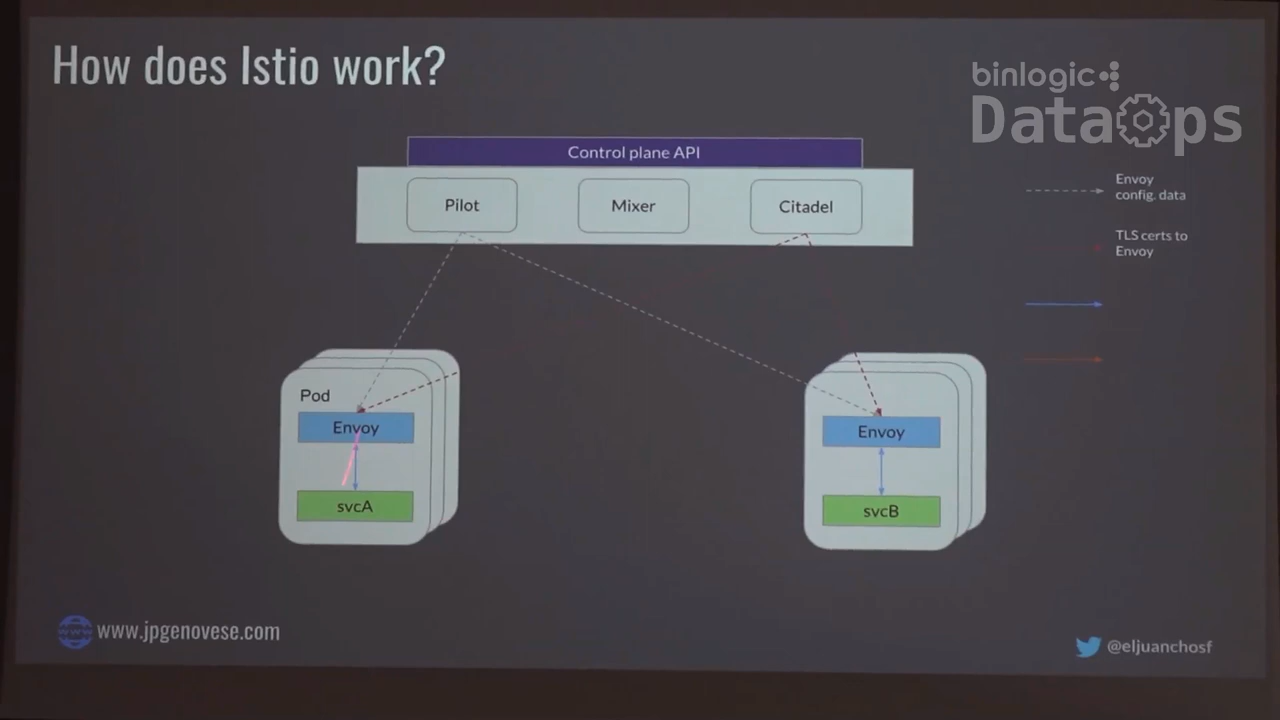 How does Istio work?
binlogic
DataOps
Control plane API
Pilot
Mixer
Citadel
Envoy
config. data
TLS certs to
Envoy
Pod
Envoy
svcA
Envoy
svcB
www.jpgenovese.com
@eljuanchosf